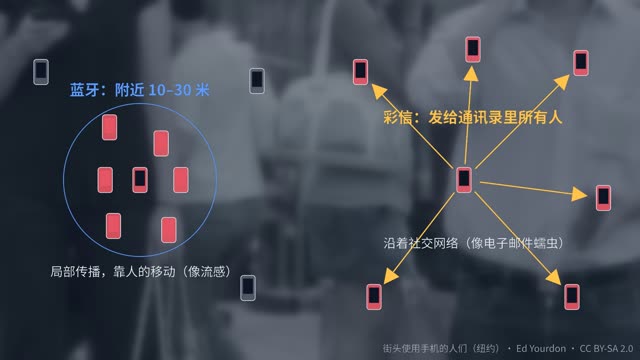 蓝牙：附近 10–30 米
彩信：发给通讯录里所有人
沿着社交网络（像电子邮件蠕虫）
局部传播，靠人的移动（像流感）
街头使用手机的人们（纽约） · Ed Yourdon · CC BY-SA 2.0